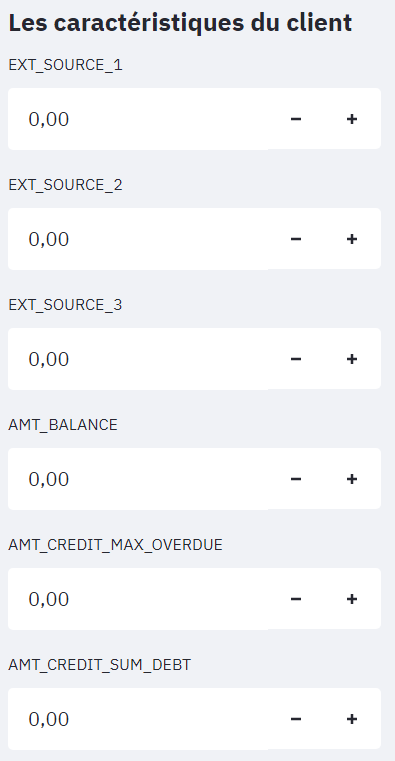 Les caractéristiques du client
EXT_SOURCE_1
0,00 − +
EXT_SOURCE_2
0,00 − +
EXT_SOURCE_3
0,00 − +
AMT_BALANCE
0,00 − +
AMT_CREDIT_MAX_OVERDUE
0,00 − +
AMT_CREDIT_SUM_DEBT
0,00 − +